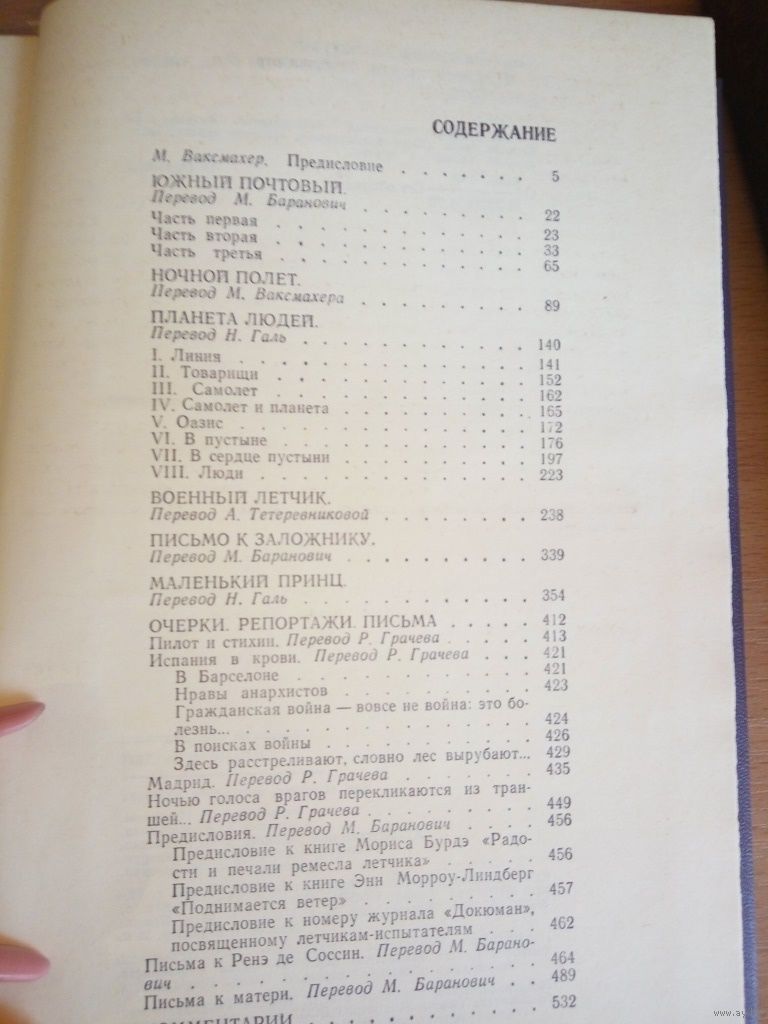 СОДЕРЖАНИЕ
М. Ваксмахер. Предисловие . . . . . . . 5
ЮЖНЫЙ ПОЧТОВЫЙ.
Перевод М. Баранович . . . . . . . . . 22
Часть первая . . . . . . . . . . . . 23
Часть вторая . . . . . . . . . . . . 33
Часть третья . . . . . . . . . . . . 65
НОЧНОЙ ПОЛЕТ.
Перевод М. Ваксмахера . . . . . . . . . 89
ПЛАНЕТА ЛЮДЕЙ.
Перевод Н. Галь . . . . . . . . . . . 140
I. Линия . . . . . . . . . . . . . 141
II. Товарищи . . . . . . . . . . . . 152
III. Самолет . . . . . . . . . . . . 162
IV. Самолет и планета . . . . . . . . . 165
V. Оазис . . . . . . . . . . . . . 172
VI. В пустыне . . . . . . . . . . . . 176
VII. В сердце пустыни . . . . . . . . . 197
VIII. Люди . . . . . . . . . . . . . 223
ВОЕННЫЙ ЛЕТЧИК.
Перевод А. Тетеревниковой . . . . . . . . 238
ПИСЬМО К ЗАЛОЖНИКУ.
Перевод М. Баранович . . . . . . . . . 339
МАЛЕНЬКИЙ ПРИНЦ.
Перевод Н. Галь . . . . . . . . . . . 354
ОЧЕРКИ. РЕПОРТАЖИ. ПИСЬМА . . . . . 412
Пилот и стихии. Перевод Р. Грачева . . . . . 413
Испания в крови. Перевод Р. Грачева . . . 421
В Барселоне . . . . . . . . . . . 421
Нравы анархистов . . . . . . . . . 423
Гражданская война — вовсе не война: это бо-
лезнь... . . . . . . . . . . . . . 424
В поисках войны . . . . . . . . . . 426
Здесь расстреливают, словно лес вырубают... 429
Мадрид. Перевод Р. Грачева . . . . . . . 435
Ночью голоса врагов перекликаются из тран-
шей... Перевод Р. Грачева . . . . . . . . 449
Предисловия. Перевод М. Баранович . . . . 456
Предисловие к книге Мориса Бурдэ «Радо-
сти и печали ремесла летчика» . . . . . 456
Предисловие к книге Энн Морроу-Линдберг
«Поднимается ветер» . . . . . . . . 457
Предисловие к номеру журнала «Докюман»,
посвященному летчикам-испытателям . . . 462
Письма к Ренэ де Соссин. Перевод М. Барано-
вич . . . . . . . . . . . . . . 464
Письма к матери. Перевод М. Баранович . . 489
КОММЕНТАРИИ . . . . . . . . . . . 532